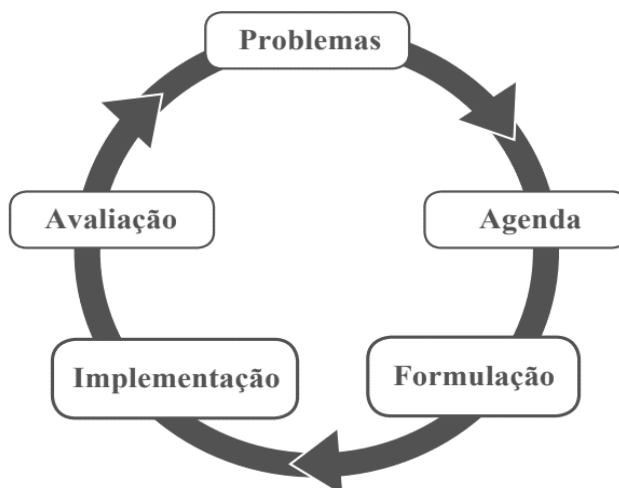 Problemas
Agenda
Formulação
Implementação
Avaliação